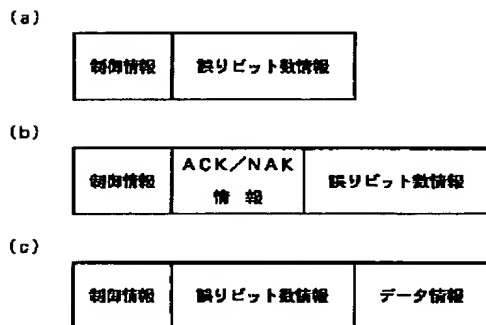 (a)
制御情報 誤りビット数情報
(b)
制御情報 ACK/NAK 情報 誤りビット数情報
(c)
制御情報 誤りビット数情報 データ情報